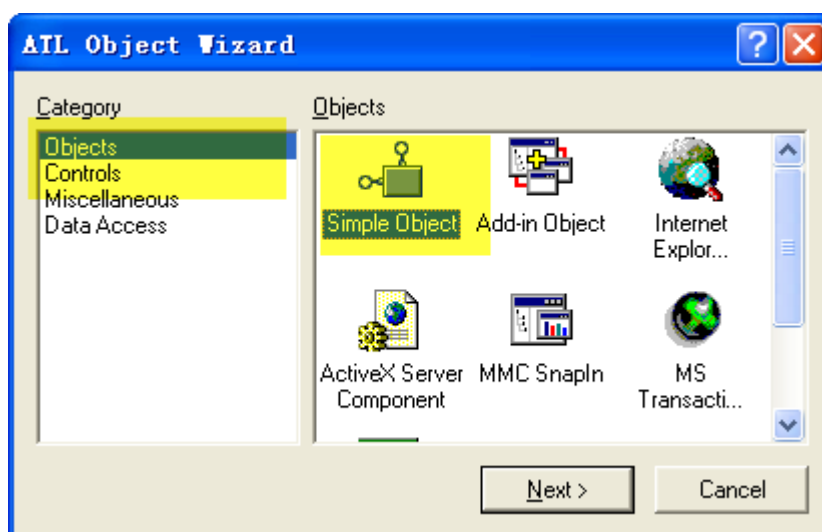 ATL Object Wizard
Category
Objects
Objects
Controls
Miscellaneous
Data Access
Simple Object
Add-in Object
Internet
Explor...
ActiveX Server
Component
MMC SnapIn
MS
Transacti...
Next >
Cancel